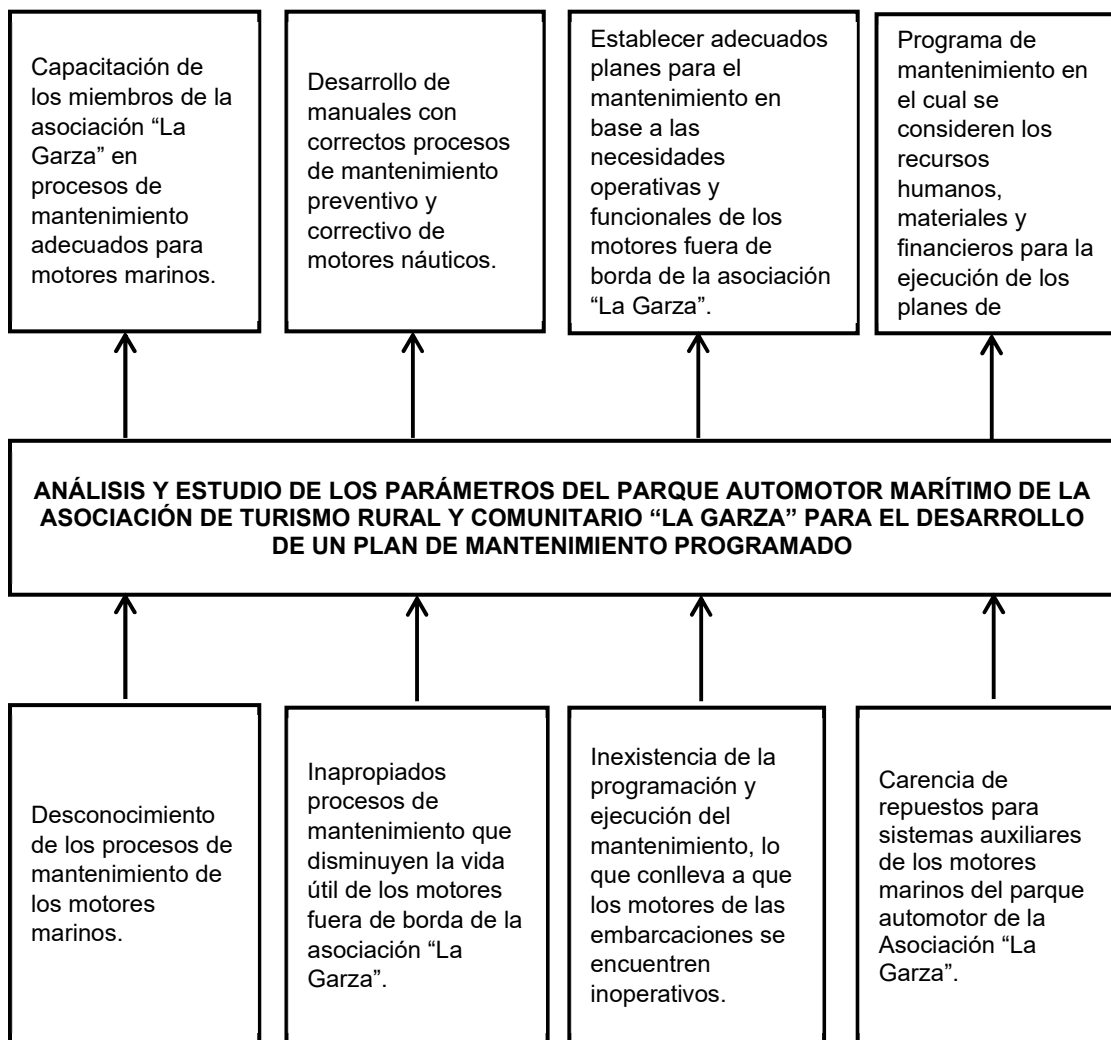 Capacitación de
los miembros de la
asociación “La
Garza” en
procesos de
mantenimiento
adecuados para
motores marinos.
Desarrollo de
manuales con
correctos procesos
de mantenimiento
preventivo y
correctivo de
motores náuticos.
Establecer adecuados
planes para el
mantenimiento en
base a las
necesidades
operativas y
funcionales de los
motores fuera de
borda de la asociación
“La Garza”.
Programa de
mantenimiento en
el cual se
consideren los
recursos
humanos,
materiales y
financieros para la
ejecución de los
planes de
ANÁLISIS Y ESTUDIO DE LOS PARÁMETROS DEL PARQUE AUTOMOTOR MARÍTIMO DE LA
ASOCIACIÓN DE TURISMO RURAL Y COMUNITARIO “LA GARZA” PARA EL DESARROLLO
DE UN PLAN DE MANTENIMIENTO PROGRAMADO
Desconocimiento
de los procesos de
mantenimiento de
los motores
marinos.
Inapropiados
procesos de
mantenimiento que
disminuyen la vida
útil de los motores
fuera de borda de la
asociación “La
Garza”.
Inexistencia de la
programación y
ejecución del
mantenimiento, lo
que conlleva a que
los motores de las
embarcaciones se
encuentren
inoperativos.
Carencia de
repuestos para
sistemas auxiliares
de los motores
marinos del parque
automotor de la
Asociación “La
Garza”.